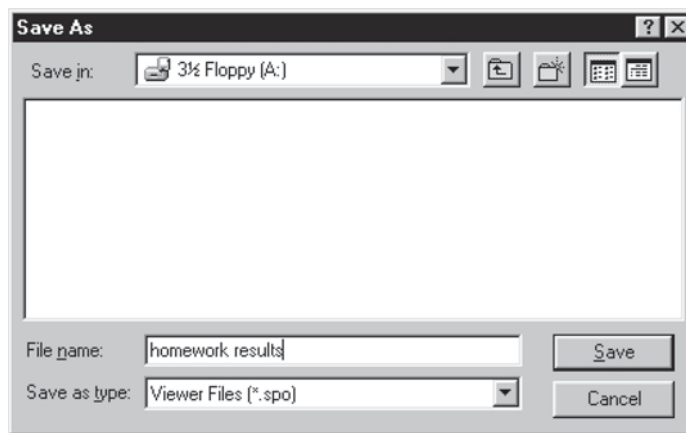 Save As
Save in: 3½ Floppy (A:)
File name: homework results Save
Save as type: Viewer Files (*.spo) Cancel